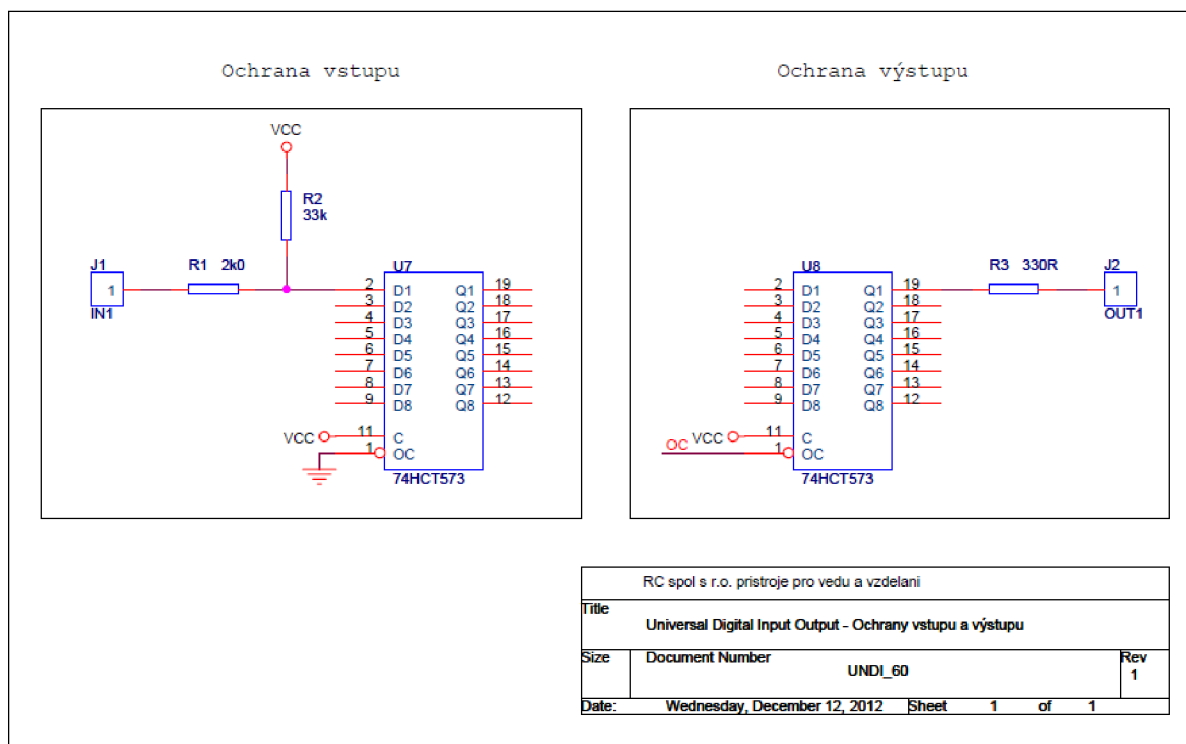 Ochrana vstupu
Ochrana výstupu
VCC
R2
33k
J1
1
IN1
R1 2k0
U7
2 D1 Q1 19
3 D2 Q2 18
4 D3 Q3 17
5 D4 Q4 16
6 D5 Q5 15
7 D6 Q6 14
8 D7 Q7 13
9 D8 Q8 12
VCC 11 C
1 OC
74HCT573
U8
2 D1 Q1 19
3 D2 Q2 18
4 D3 Q3 17
5 D4 Q4 16
6 D5 Q5 15
7 D6 Q6 14
8 D7 Q7 13
9 D8 Q8 12
VCC 11 C
OC 1 OC
74HCT573
R3 330R
J2
1
OUT1
RC spol s r.o. pristroje pro vedu a vzdelani
Title
Universal Digital Input Output - Ochrany vstupu a výstupu
Size Document Number Rev
UNDI_60 1
Date: Wednesday, December 12, 2012 Sheet 1 of 1